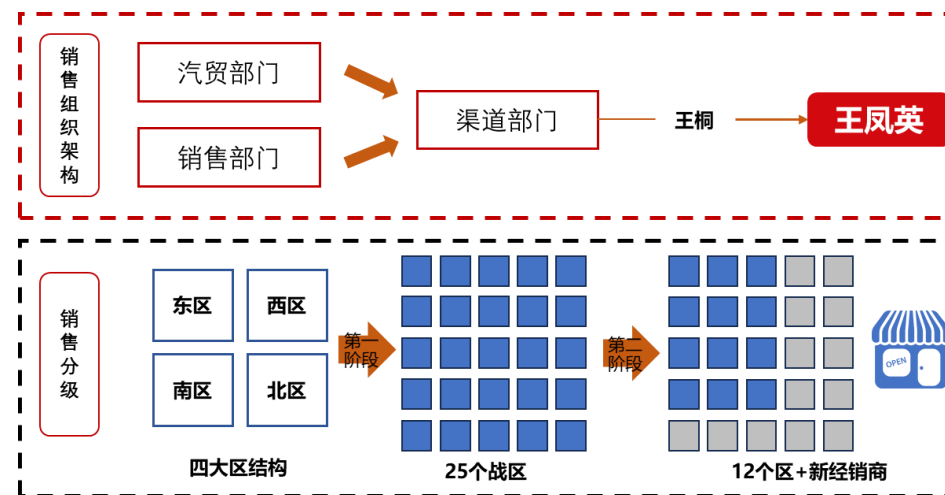 销售组织架构
汽贸部门
销售部门
渠道部门
王桐
王凤英
销售分级
东区
西区
南区
北区
四大区结构
第一
阶段
25个战区
第二
阶段
12个区+新经销商
OPEN